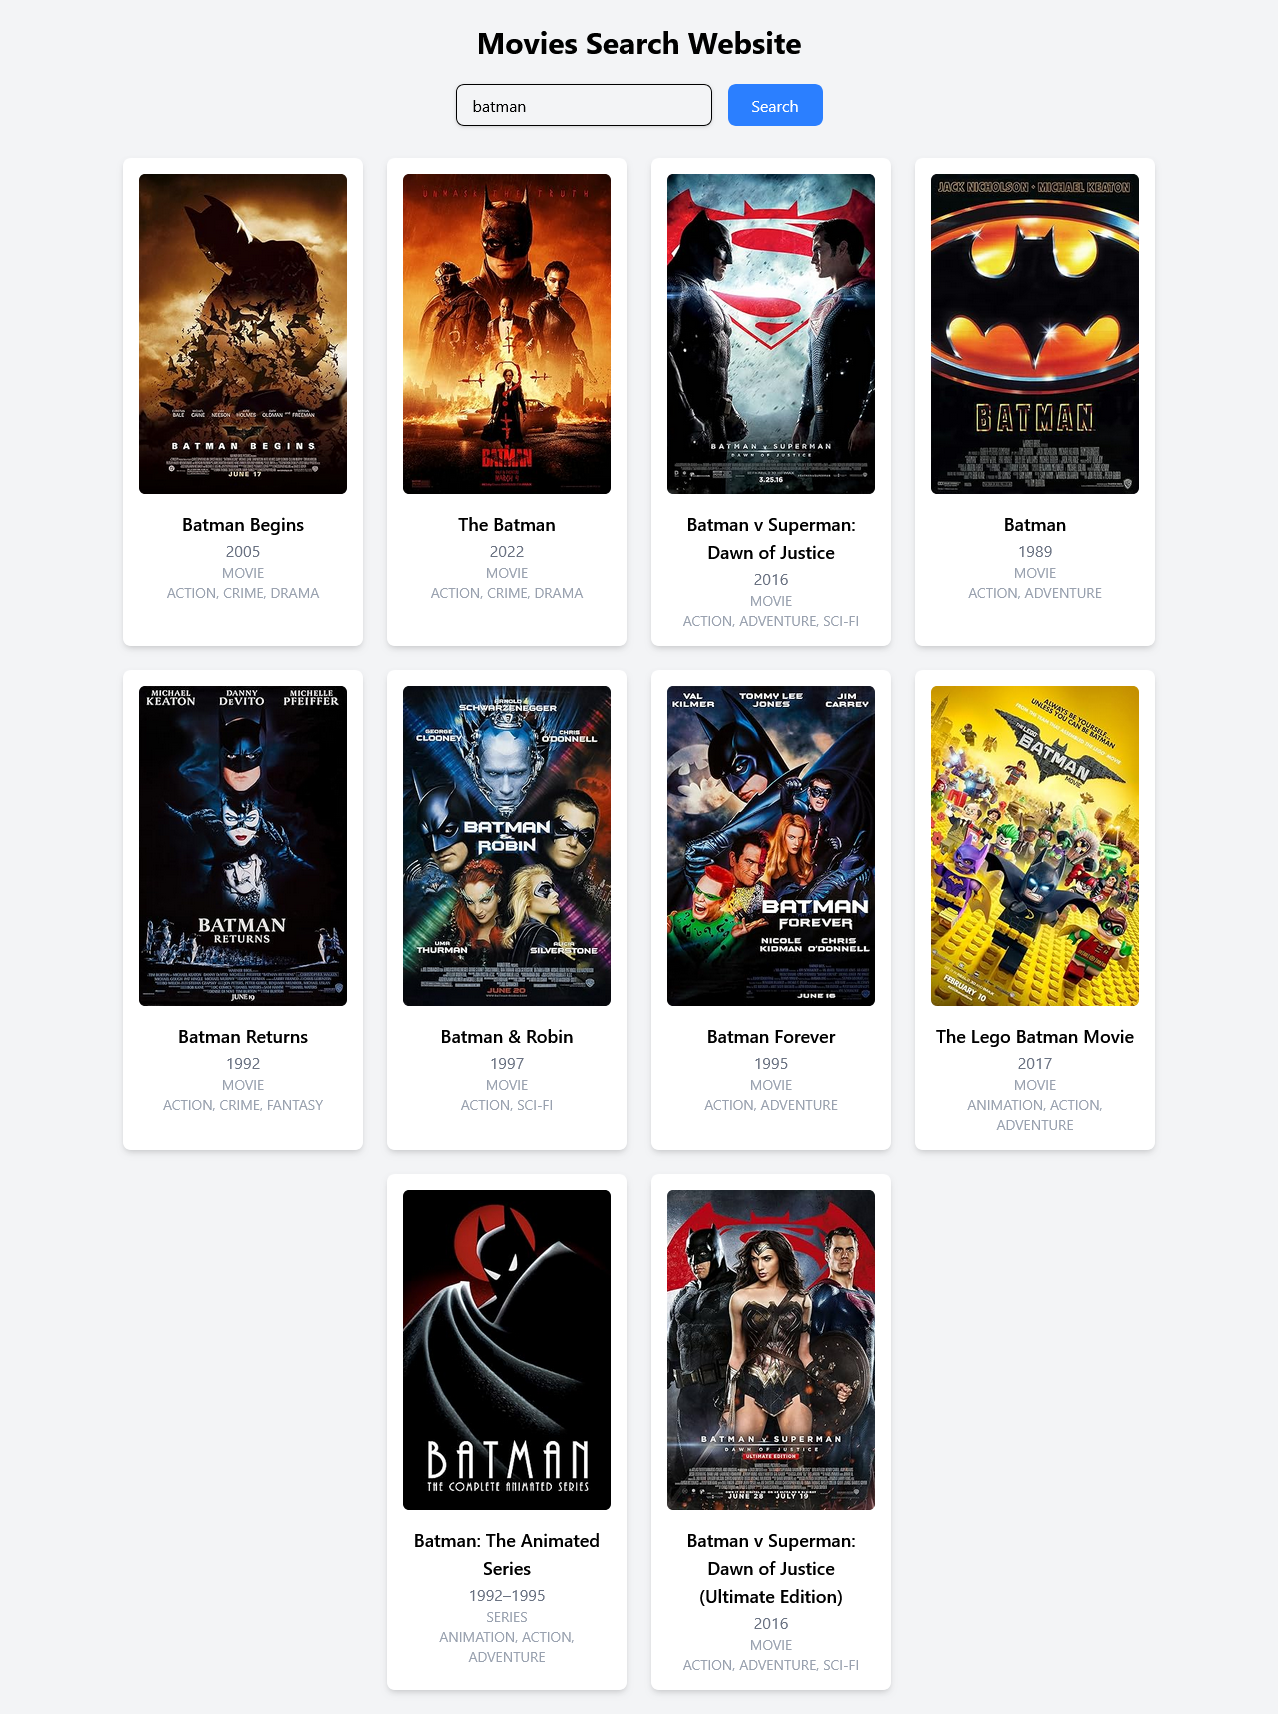 Movies Search Website
batman
Search
BATMAN BEGINS
JUNE 17
Batman Begins
2005
MOVIE
ACTION, CRIME, DRAMA
UNMASK THE TRUTH
THE BATMAN
MARCH 4
The Batman
2022
MOVIE
ACTION, CRIME, DRAMA
BATMAN v SUPERMAN
DAWN OF JUSTICE
3.25.16
Batman v Superman:
Dawn of Justice
2016
MOVIE
ACTION, ADVENTURE, SCI-FI
JACK NICHOLSON · MICHAEL KEATON
BATMAN
Batman
1989
MOVIE
ACTION, ADVENTURE
MICHAEL KEATON DANNY DEVITO MICHELLE PFEIFFER
BATMAN
RETURNS
JUNE 19
Batman Returns
1992
MOVIE
ACTION, CRIME, FANTASY
ARNOLD
SCHWARZENEGGER
GEORGE CLOONEY
CHRIS O'DONNELL
BATMAN
&
ROBIN
UMA THURMAN
ALICIA SILVERSTONE
JUNE 20
Batman & Robin
1997
MOVIE
ACTION, SCI-FI
VAL KILMER TOMMY LEE JONES JIM CARREY
BATMAN
FOREVER
NICOLE KIDMAN CHRIS O'DONNELL
JUNE 16
Batman Forever
1995
MOVIE
ACTION, ADVENTURE
ALWAYS BE YOURSELF...
UNLESS YOU CAN BE BATMAN
FROM THE TEAM THAT ASSEMBLED THE LEGO MOVIE
THE LEGO
BATMAN
MOVIE
FEBRUARY 10
The Lego Batman Movie
2017
MOVIE
ANIMATION, ACTION,
ADVENTURE
BATMAN
THE COMPLETE ANIMATED SERIES
Batman: The Animated
Series
1992–1995
SERIES
ANIMATION, ACTION,
ADVENTURE
BATMAN v SUPERMAN
DAWN OF JUSTICE
ULTIMATE EDITION
JUNE 28 JULY 19
Batman v Superman:
Dawn of Justice
(Ultimate Edition)
2016
MOVIE
ACTION, ADVENTURE, SCI-FI